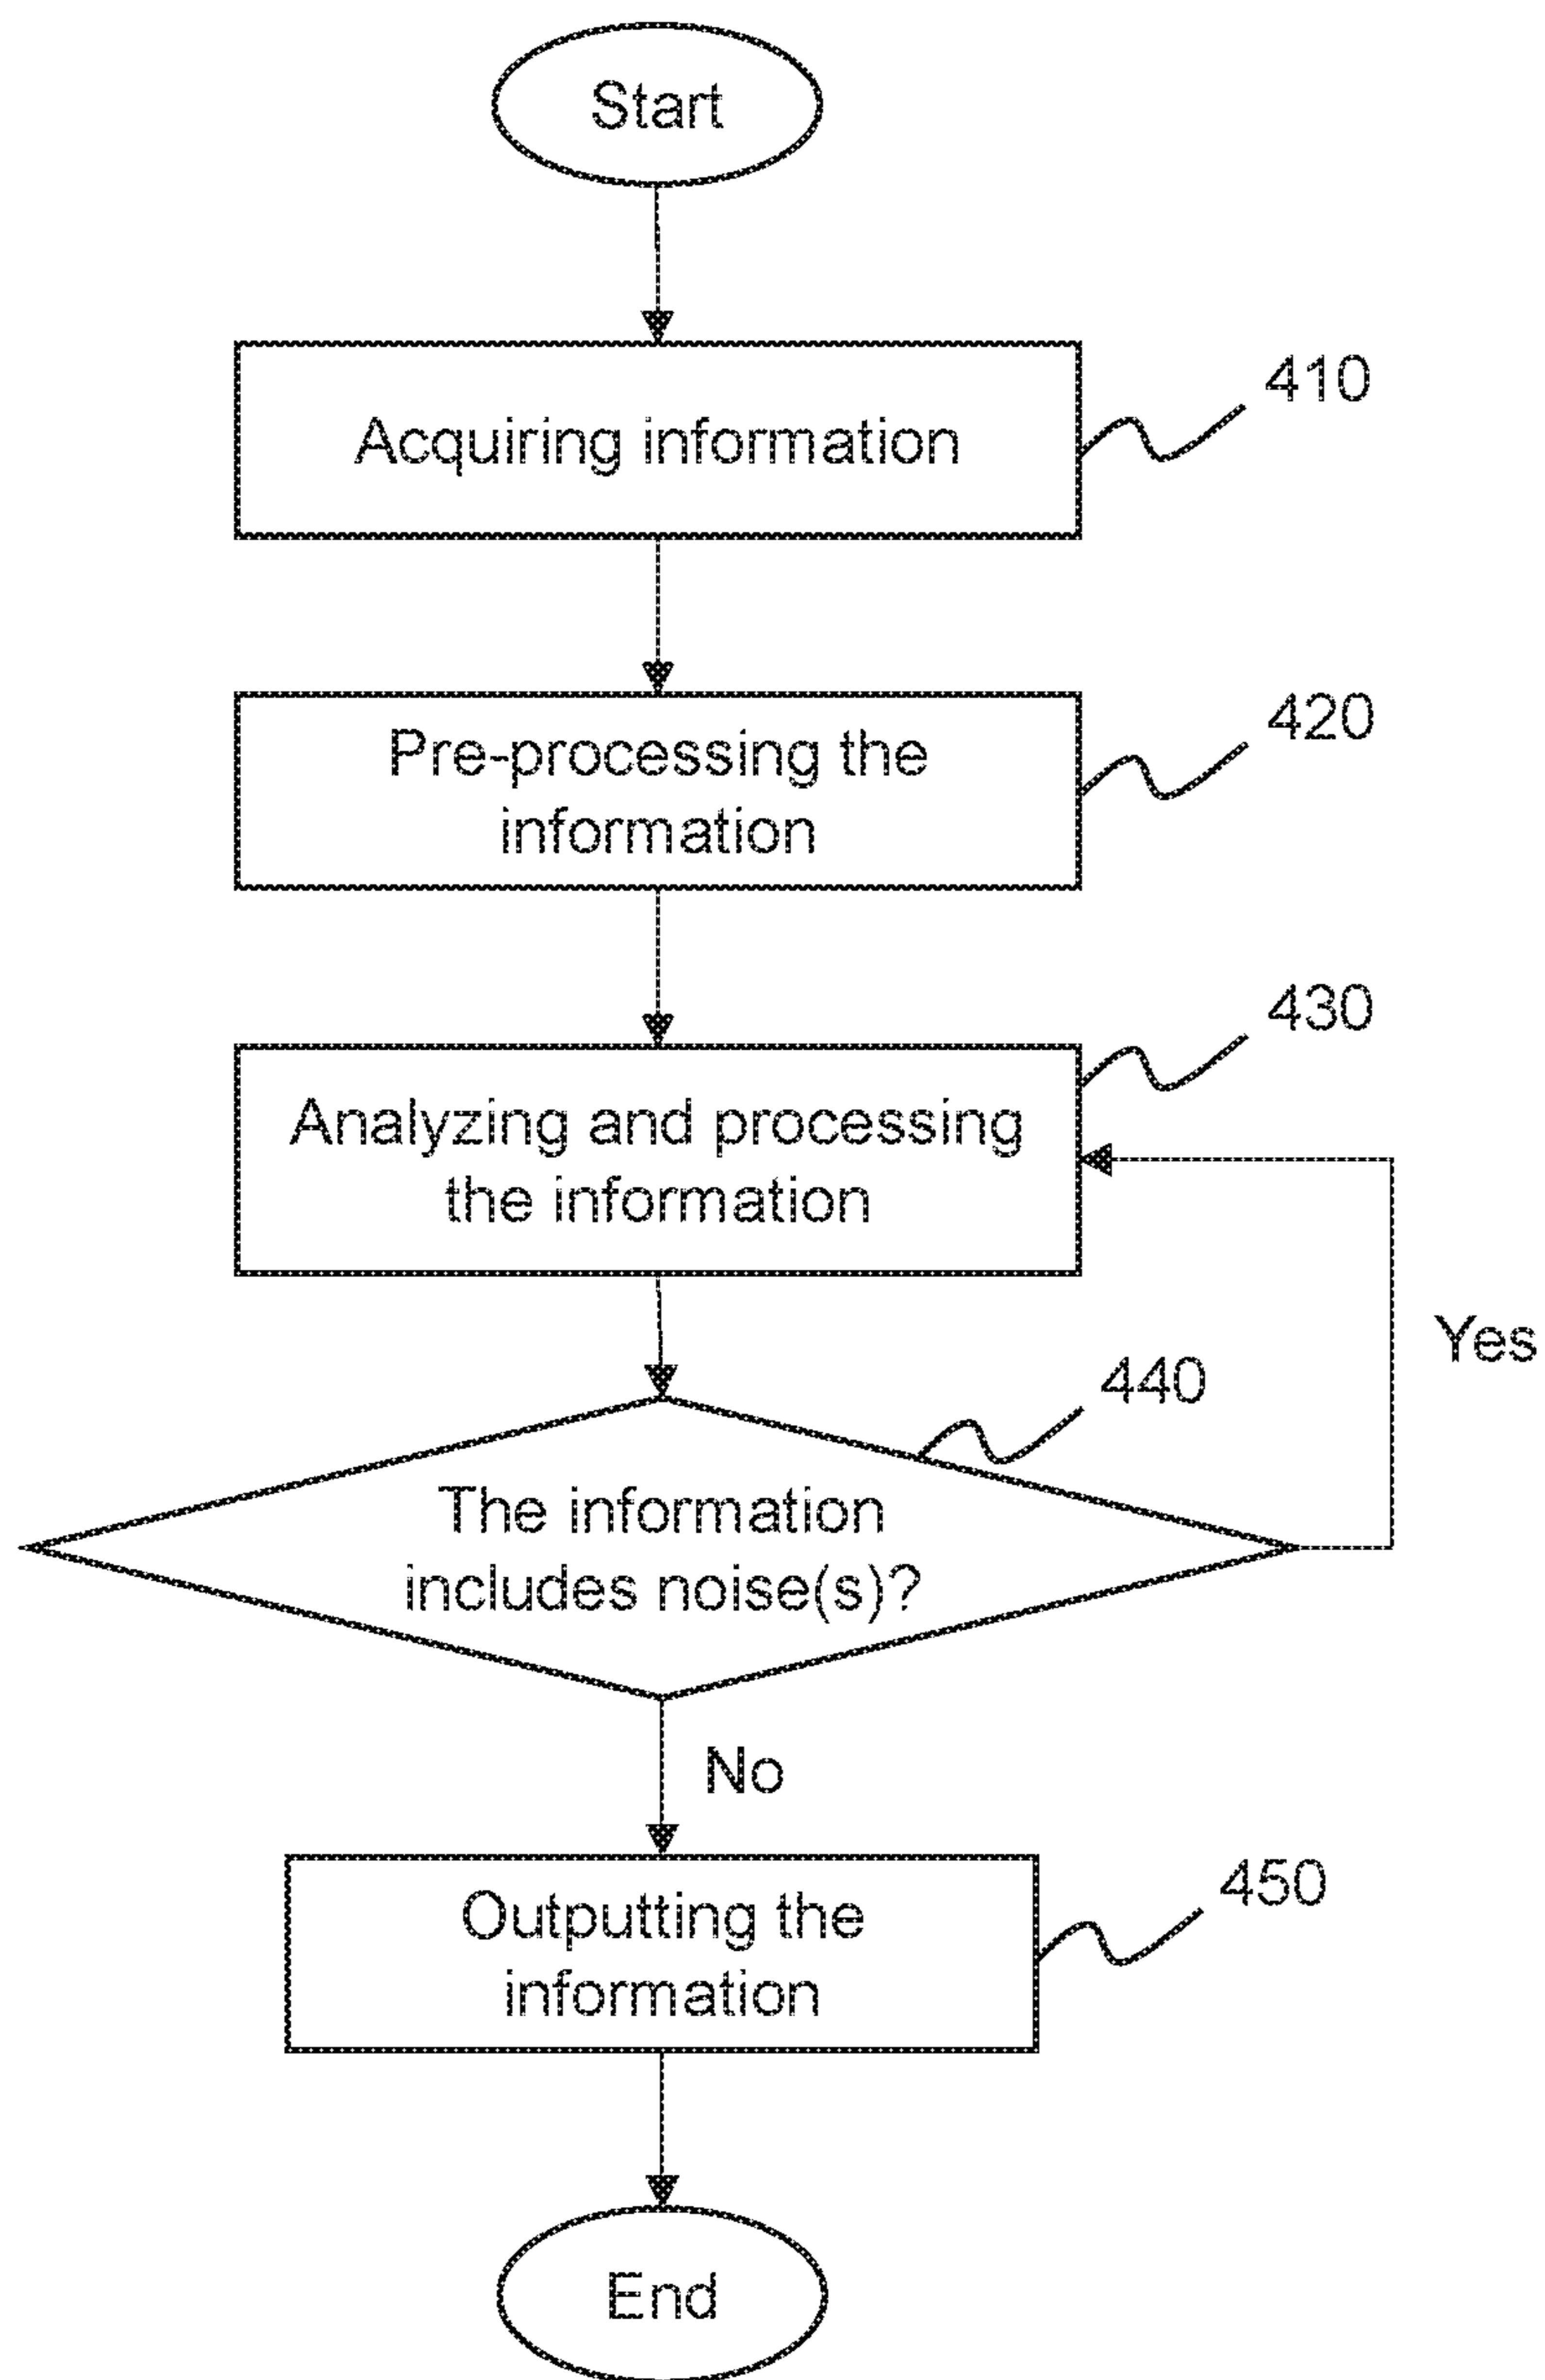 Start
410
Acquiring information
420
Pre-processing the
information
430
Analyzing and processing
the information
Yes
440
The information
includes noise(s)?
No
450
Outputting the
information
End